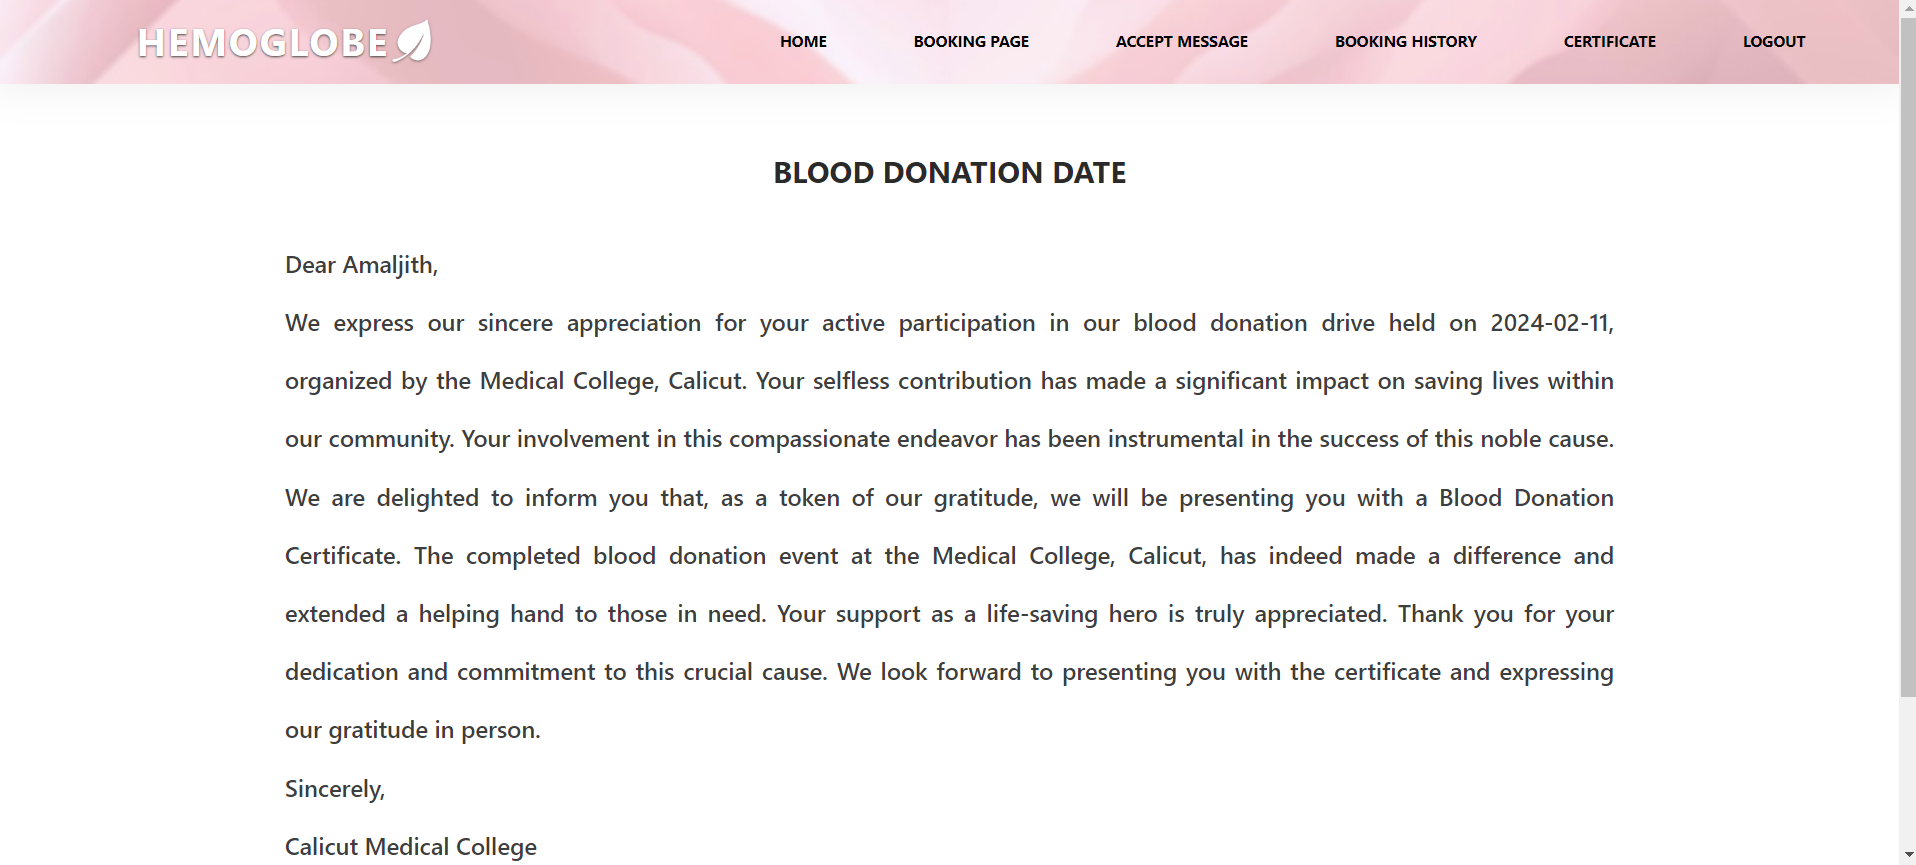 HEMOGLOBE
HOME
BOOKING PAGE
ACCEPT MESSAGE
BOOKING HISTORY
CERTIFICATE
LOGOUT
BLOOD DONATION DATE
Dear Amaljith,
We express our sincere appreciation for your active participation in our blood donation drive held on 2024-02-11,
organized by the Medical College, Calicut. Your selfless contribution has made a significant impact on saving lives within
our community. Your involvement in this compassionate endeavor has been instrumental in the success of this noble cause.
We are delighted to inform you that, as a token of our gratitude, we will be presenting you with a Blood Donation
Certificate. The completed blood donation event at the Medical College, Calicut, has indeed made a difference and
extended a helping hand to those in need. Your support as a life-saving hero is truly appreciated. Thank you for your
dedication and commitment to this crucial cause. We look forward to presenting you with the certificate and expressing
our gratitude in person.
Sincerely,
Calicut Medical College